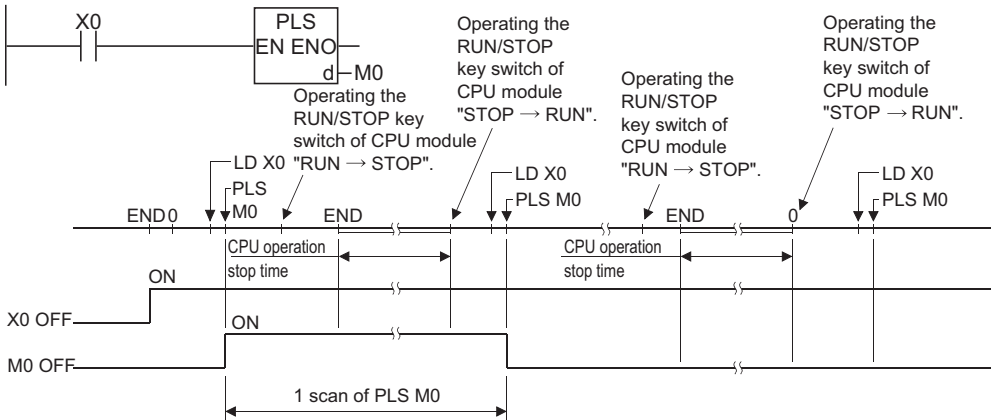 X0
PLS
EN ENO
d M0
Operating the
RUN/STOP key
switch of CPU module
"RUN → STOP".
Operating the
RUN/STOP
key switch of
CPU module
"STOP → RUN".
Operating the
RUN/STOP
key switch of
CPU module
"RUN → STOP".
Operating the
RUN/STOP
key switch of
CPU module
"STOP → RUN".
LD X0
PLS
M0
LD X0
PLS M0
LD X0
PLS M0
END 0
END
END
0
CPU operation
stop time
CPU operation
stop time
ON
X0 OFF
ON
M0 OFF
1 scan of PLS M0